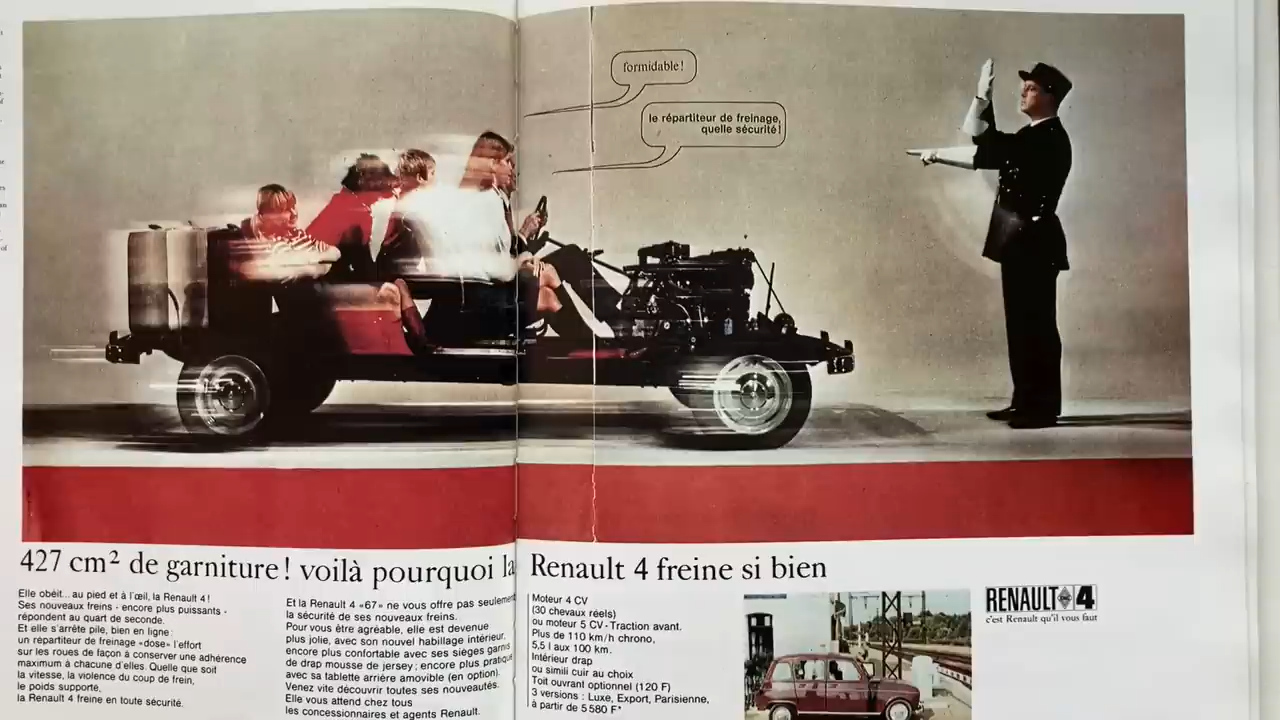 formidable !
le répartiteur de freinage,
quelle sécurité !
427 cm² de garniture ! voilà pourquoi la Renault 4 freine si bien
Elle obéit... au pied et à l'œil, la Renault 4 !
Ses nouveaux freins - encore plus puissants -
répondent au quart de seconde.
Et elle s'arrête pile, bien en ligne :
un répartiteur de freinage «dose» l'effort
sur les roues de façon à conserver une adhérence
maximum à chacune d'elles. Quelle que soit
la vitesse, la violence du coup de frein,
le poids supporté,
la Renault 4 freine en toute sécurité.
Et la Renault 4 «67» ne vous offre pas seulement
la sécurité de ses nouveaux freins.
Pour vous être agréable, elle est devenue
plus jolie, avec son nouvel habillage intérieur,
encore plus confortable avec ses sièges garnis
de drap mousse de jersey ; encore plus pratique
avec sa tablette arrière amovible (en option).
Venez vite découvrir toutes ses nouveautés.
Elle vous attend chez tous
les concessionnaires et agents Renault.
Moteur 4 CV
(30 chevaux réels)
ou moteur 5 CV - Traction avant.
Plus de 110 km/h chrono,
5,5 l aux 100 km.
Intérieur drap
ou simili cuir au choix
Toit ouvrant optionnel (120 F)
3 versions : Luxe, Export, Parisienne,
à partir de 5 580 F*
RENAULT 4
c'est Renault qu'il vous faut